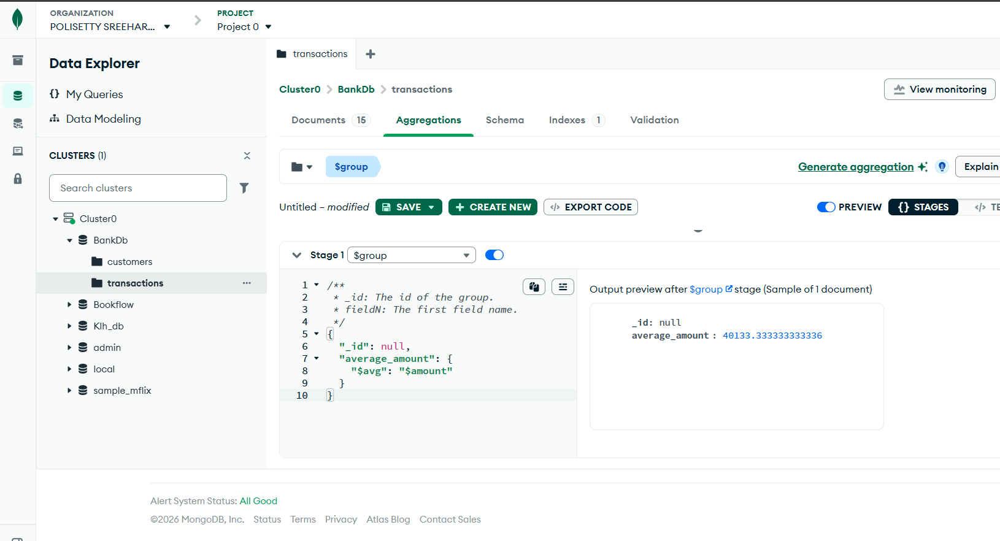 ORGANIZATION
POLISETTY SREEHAR...
PROJECT
Project 0
Data Explorer
My Queries
Data Modeling
CLUSTERS (1)
Search clusters
Cluster0
BankDb
customers
transactions
Bookflow
Klh_db
admin
local
sample_mflix
transactions
Cluster0 BankDb transactions
View monitoring
Documents 15 Aggregations Schema Indexes 1 Validation
$group
Generate aggregation
Explain
Untitled – modified SAVE CREATE NEW </> EXPORT CODE
PREVIEW {} STAGES </> TE
Stage 1 $group
1 /**
2 * _id: The id of the group.
3 * fieldN: The first field name.
4 */
5 {
6 "_id": null,
7 "average_amount": {
8 "$avg": "$amount"
9 }
10 }
Output preview after $group stage (Sample of 1 document)
_id: null
average_amount : 40133.333333333336
Alert System Status: All Good
©2026 MongoDB, Inc. Status Terms Privacy Atlas Blog Contact Sales